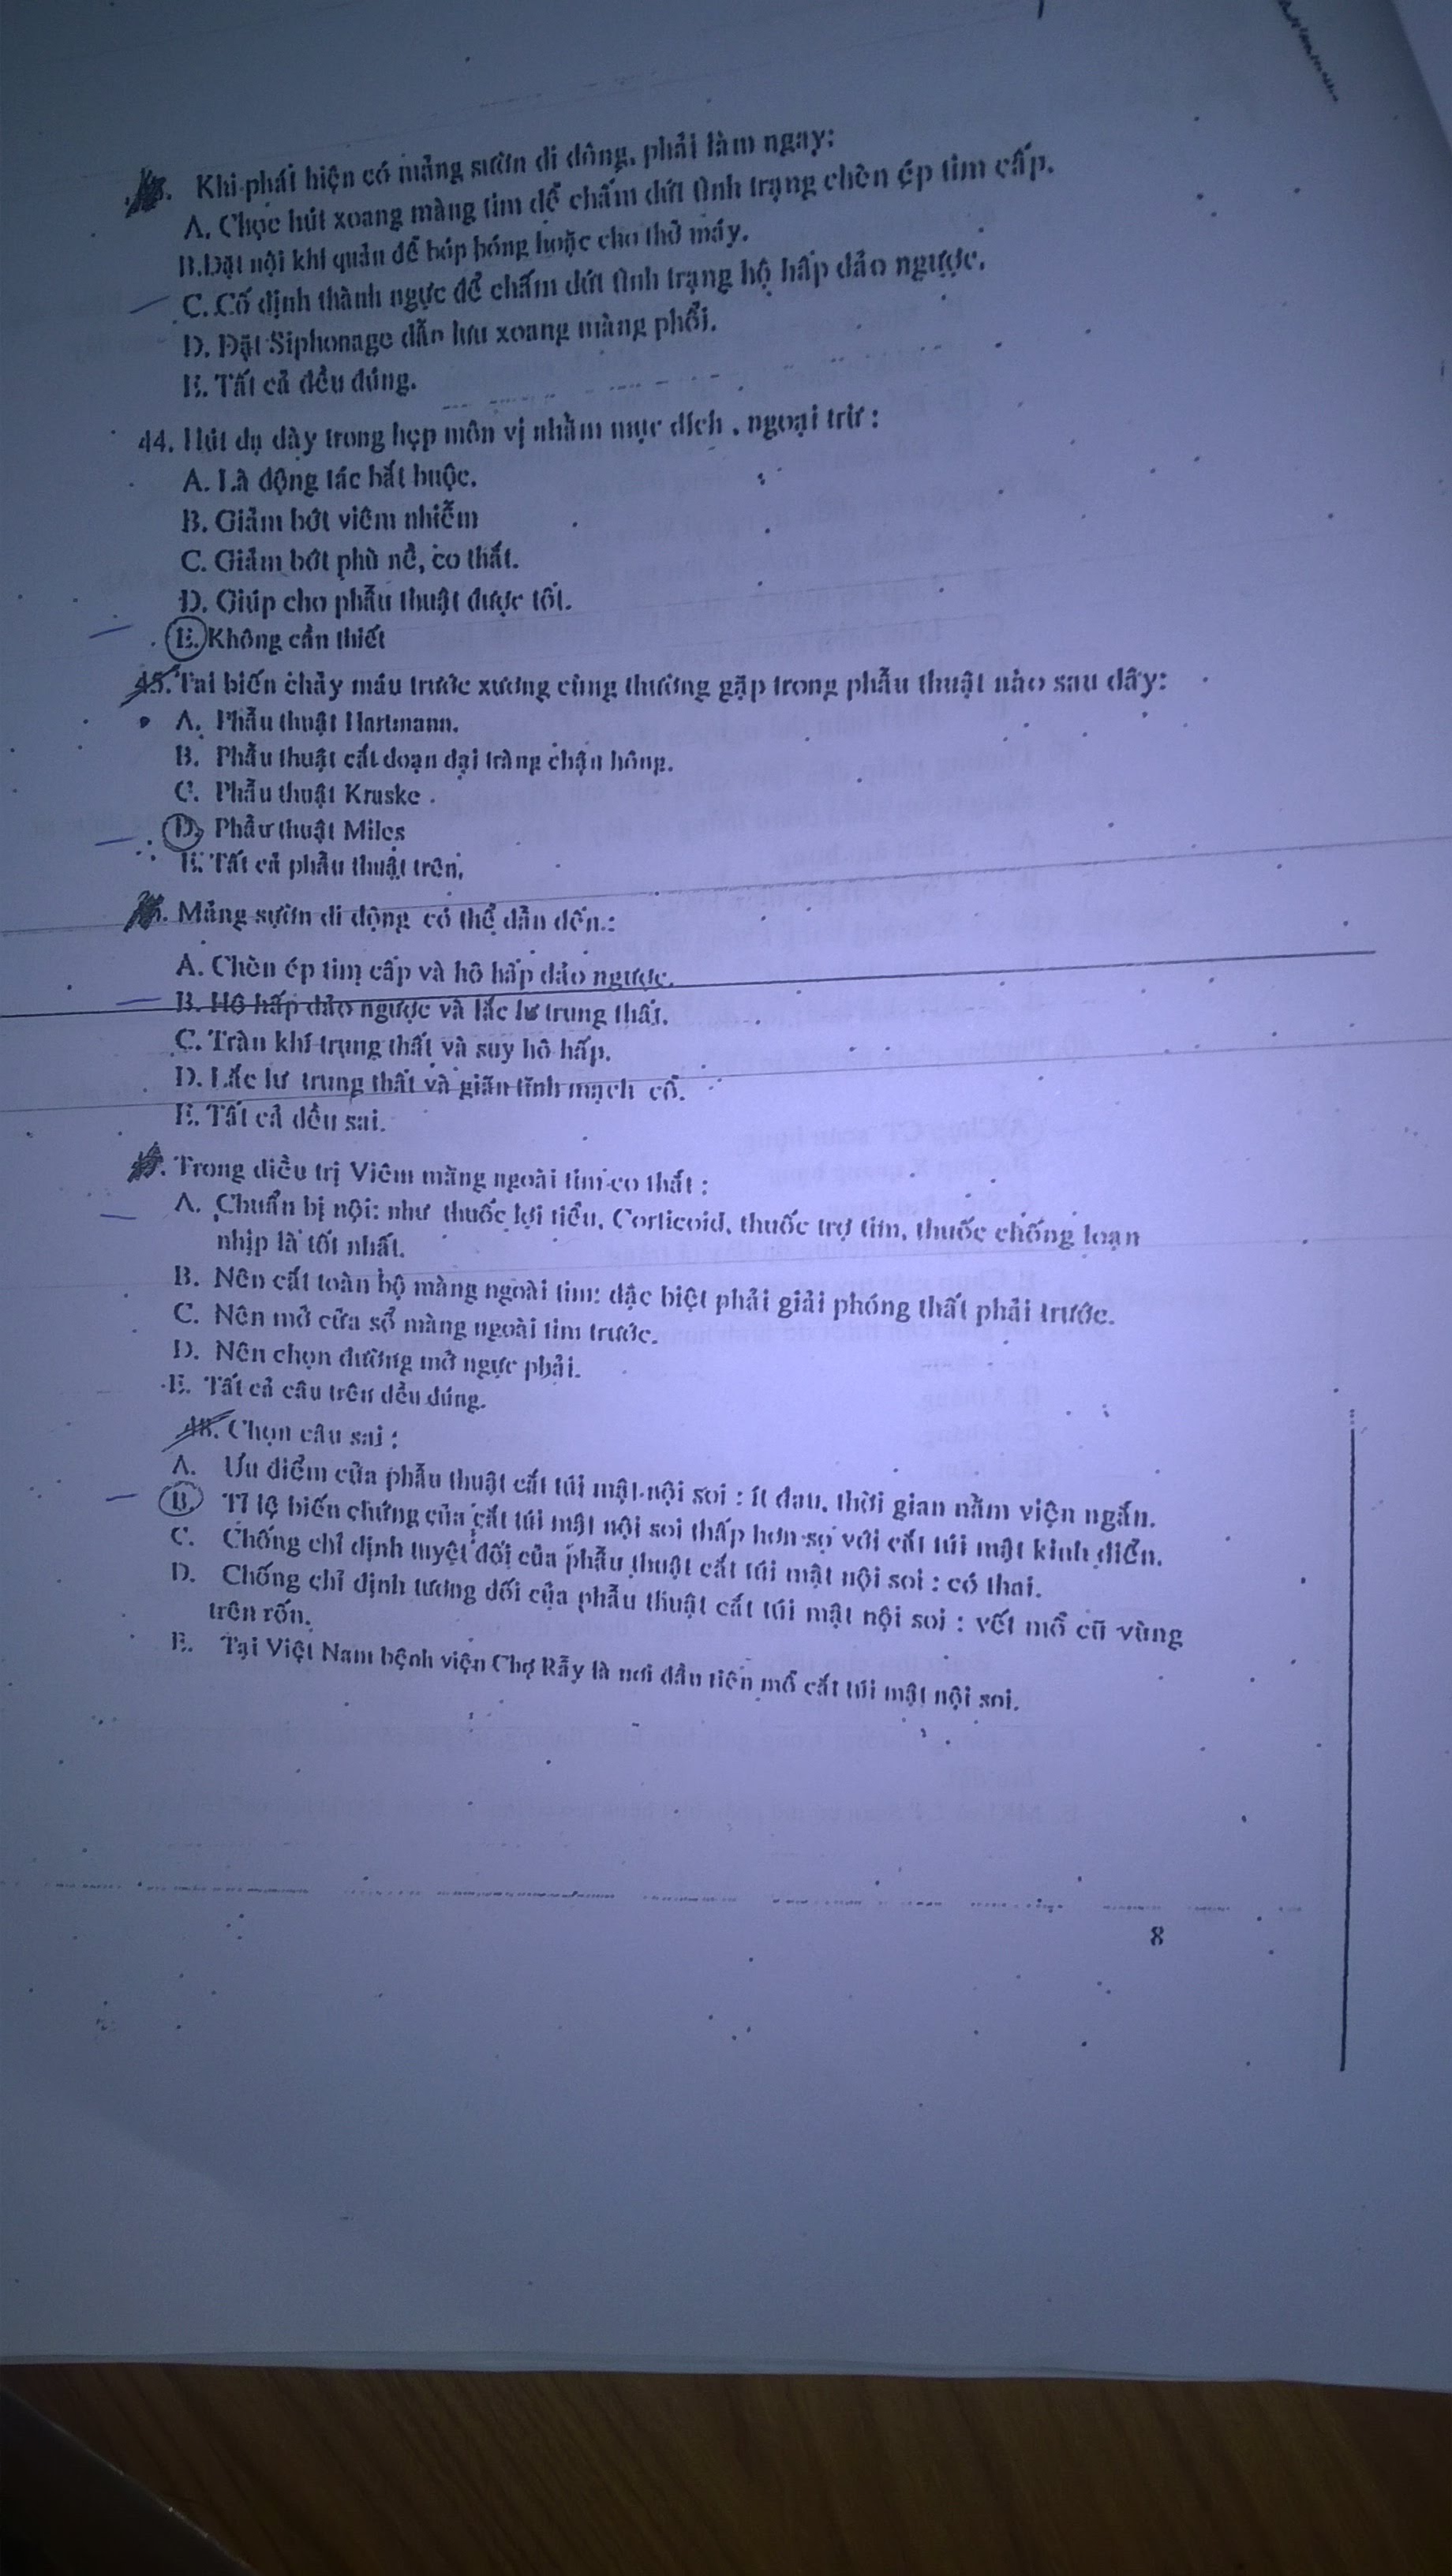 Khi phát hiện có mảng sườn di động, phải làm ngay:
A. Chọc hút xoang màng tim để chấm dứt tình trạng chèn ép tim cấp.
B. Đặt nội khí quản để bóp bóng hoặc cho thở máy.
C. Cố định thành ngực để chấm dứt tình trạng hô hấp đảo ngược.
D. Đặt Siphonage dẫn lưu xoang màng phổi.
E. Tất cả đều đúng.
44. Hút dạ dày trong hẹp môn vị nhằm mục đích , ngoại trừ :
A. Là động tác bắt buộc.
B. Giảm bớt viêm nhiễm
C. Giảm bớt phù nề, co thắt.
D. Giúp cho phẫu thuật được tốt.
E. Không cần thiết
45. Tai biến chảy máu trước xương cùng thường gặp trong phẫu thuật nào sau đây:
A. Phẫu thuật Hartmann.
B. Phẫu thuật cắt đoạn đại tràng chậu hông.
C. Phẫu thuật Kraske .
D. Phẫu thuật Miles
E. Tất cả phẫu thuật trên.
Mảng sườn di động có thể dẫn đến :
A. Chèn ép tim cấp và hô hấp đảo ngược.
B. Hô hấp đảo ngược và lắc lư trung thất.
C. Tràn khí trung thất và suy hô hấp.
D. Lắc lư trung thất và giãn tĩnh mạch cổ.
E. Tất cả đều sai.
Trong điều trị Viêm màng ngoài tim co thắt :
A. Chuẩn bị nội: như thuốc lợi tiểu, Corticoid, thuốc trợ tim, thuốc chống loạn
nhịp là tốt nhất.
B. Nên cắt toàn bộ màng ngoài tim: đặc biệt phải giải phóng thất phải trước.
C. Nên mở cửa sổ màng ngoài tim trước.
D. Nên chọn đường mở ngực phải.
E. Tất cả câu trên đều đúng.
48. Chọn câu sai :
A. Ưu điểm của phẫu thuật cắt túi mật nội soi : ít đau, thời gian nằm viện ngắn.
B. Tỉ lệ biến chứng của cắt túi mật nội soi thấp hơn so với cắt túi mật kinh điển.
C. Chống chỉ định tuyệt đối của phẫu thuật cắt túi mật nội soi : có thai.
D. Chống chỉ định tương đối của phẫu thuật cắt túi mật nội soi : vết mổ cũ vùng
trên rốn.
E. Tại Việt Nam bệnh viện Chợ Rẫy là nơi đầu tiên mổ cắt túi mật nội soi.
8